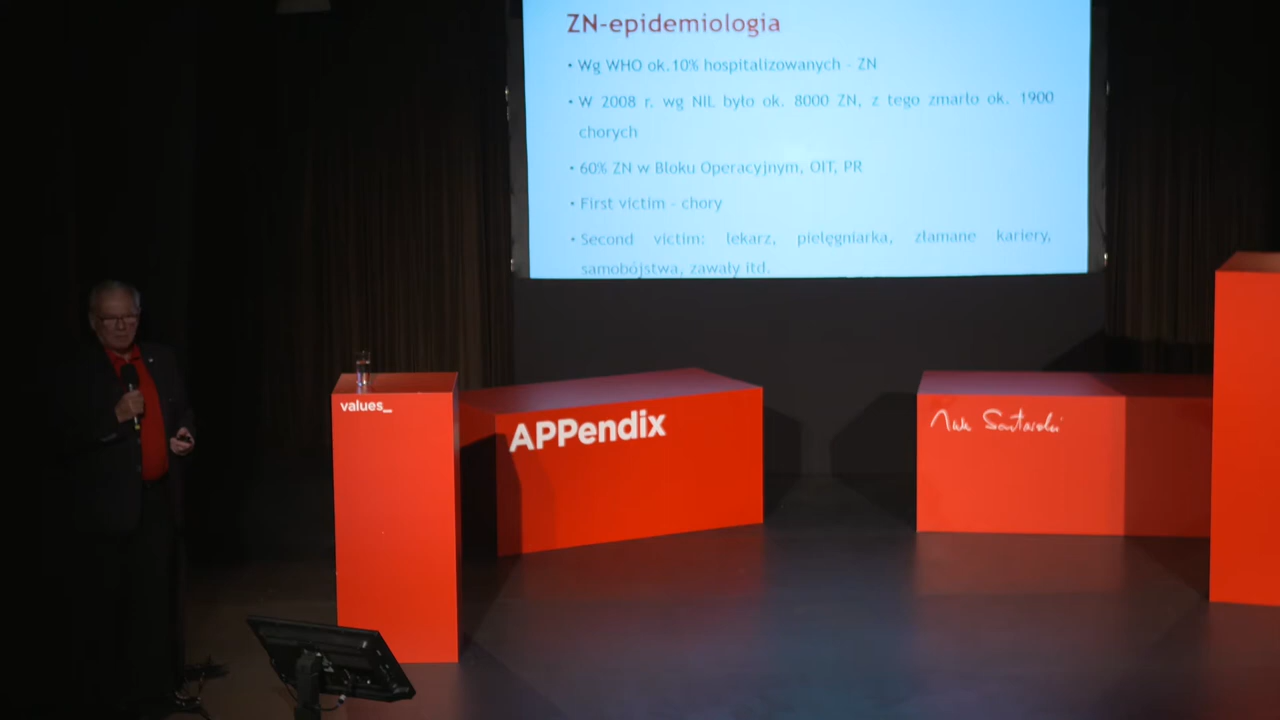 ZN-epidemiologia
• Wg WHO ok.10% hospitalizowanych - ZN
• W 2008 r. wg NIL było ok. 8000 ZN, z tego zmarło ok. 1900
chorych
• 60% ZN w Bloku Operacyjnym, OIT, PR
• First victim - chory
• Second victim: lekarz, pielęgniarka, złamane kariery,
samobójstwa, zawały itd.
values_
APPendix